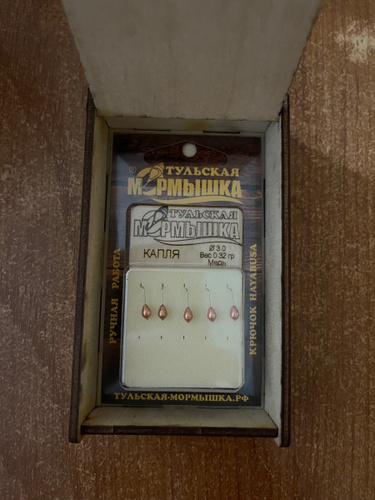 ТУЛЬСКАЯ
МОРМЫШКА
ТУЛЬСКАЯ
МОРМЫШКА
КАПЛЯ
Ø 3.0
Вес 0.32 гр
Медь
РУЧНАЯ РАБОТА
КРЮЧОК HAYABUSA
ТУЛЬСКАЯ-МОРМЫШКА.РФ